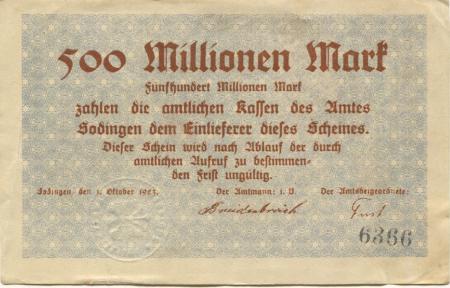 500 Millionen Mark
Fünfhundert Millionen Mark
zahlen die amtlichen Kassen des Amtes
Sodingen dem Einlieferer dieses Scheines.
Dieser Schein wird nach Ablauf der durch
amtlichen Aufruf zu bestimmen-
den Frist ungültig.
Sodingen, den 1. Oktober 1923. Der Amtmann: i. V. Der Amtsbeigeordnete:
Breidenbroich
6366